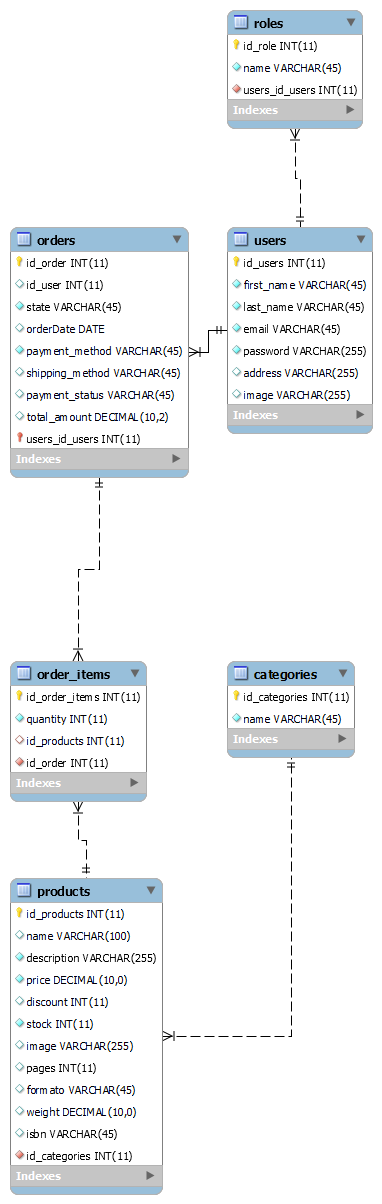 roles
id_role INT(11)
name VARCHAR(45)
users_id_users INT(11)
Indexes
orders
id_order INT(11)
id_user INT(11)
state VARCHAR(45)
orderDate DATE
payment_method VARCHAR(45)
shipping_method VARCHAR(45)
payment_status VARCHAR(45)
total_amount DECIMAL(10,2)
users_id_users INT(11)
Indexes
users
id_users INT(11)
first_name VARCHAR(45)
last_name VARCHAR(45)
email VARCHAR(45)
password VARCHAR(255)
address VARCHAR(255)
image VARCHAR(255)
Indexes
order_items
id_order_items INT(11)
quantity INT(11)
id_products INT(11)
id_order INT(11)
Indexes
categories
id_categories INT(11)
name VARCHAR(45)
Indexes
products
id_products INT(11)
name VARCHAR(100)
description VARCHAR(255)
price DECIMAL(10,0)
discount INT(11)
stock INT(11)
image VARCHAR(255)
pages INT(11)
formato VARCHAR(45)
weight DECIMAL(10,0)
isbn VARCHAR(45)
id_categories INT(11)
Indexes